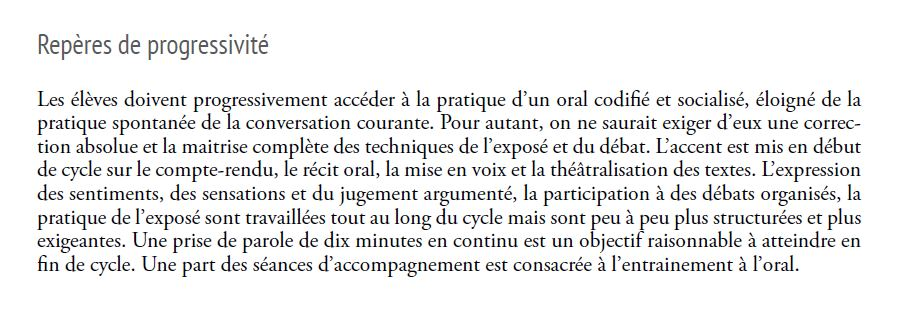 Repères de progressivité
Les élèves doivent progressivement accéder à la pratique d’un oral codifié et socialisé, éloigné de la
pratique spontanée de la conversation courante. Pour autant, on ne saurait exiger d’eux une correc-
tion absolue et la maitrise complète des techniques de l’exposé et du débat. L’accent est mis en début
de cycle sur le compte-rendu, le récit oral, la mise en voix et la théâtralisation des textes. L’expression
des sentiments, des sensations et du jugement argumenté, la participation à des débats organisés, la
pratique de l’exposé sont travaillées tout au long du cycle mais sont peu à peu plus structurées et plus
exigeantes. Une prise de parole de dix minutes en continu est un objectif raisonnable à atteindre en
fin de cycle. Une part des séances d’accompagnement est consacrée à l’entrainement à l’oral.